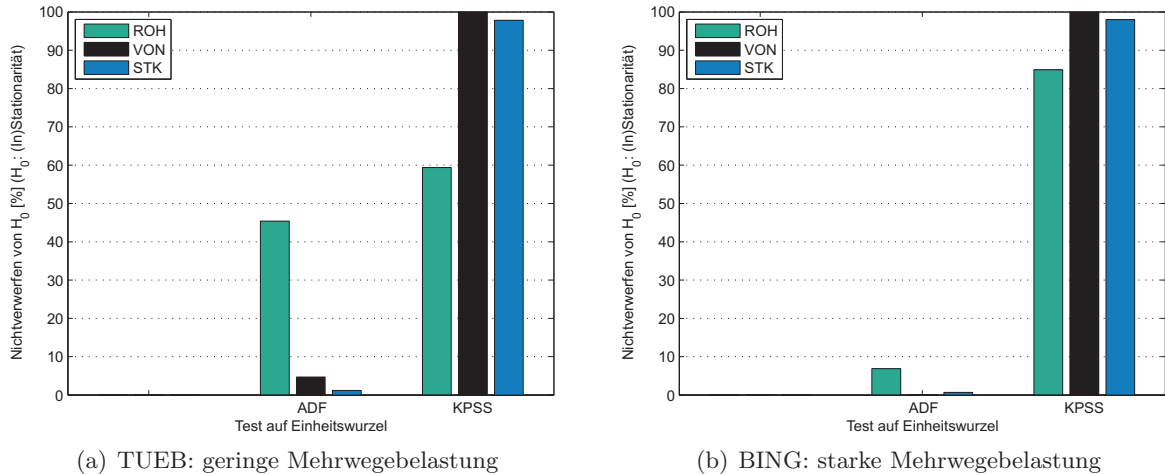 Nichtverwerfen von H0 [%] (H0: (In)Stationarität)
100
90
80
70
60
50
40
30
20
10
0
ROH
VON
STK
ADF
KPSS
Test auf Einheitswurzel
(a) TUEB: geringe Mehrwegebelastung
Nichtverwerfen von H0 [%] (H0: (In)Stationarität)
100
90
80
70
60
50
40
30
20
10
0
ROH
VON
STK
ADF
KPSS
Test auf Einheitswurzel
(b) BING: starke Mehrwegebelastung